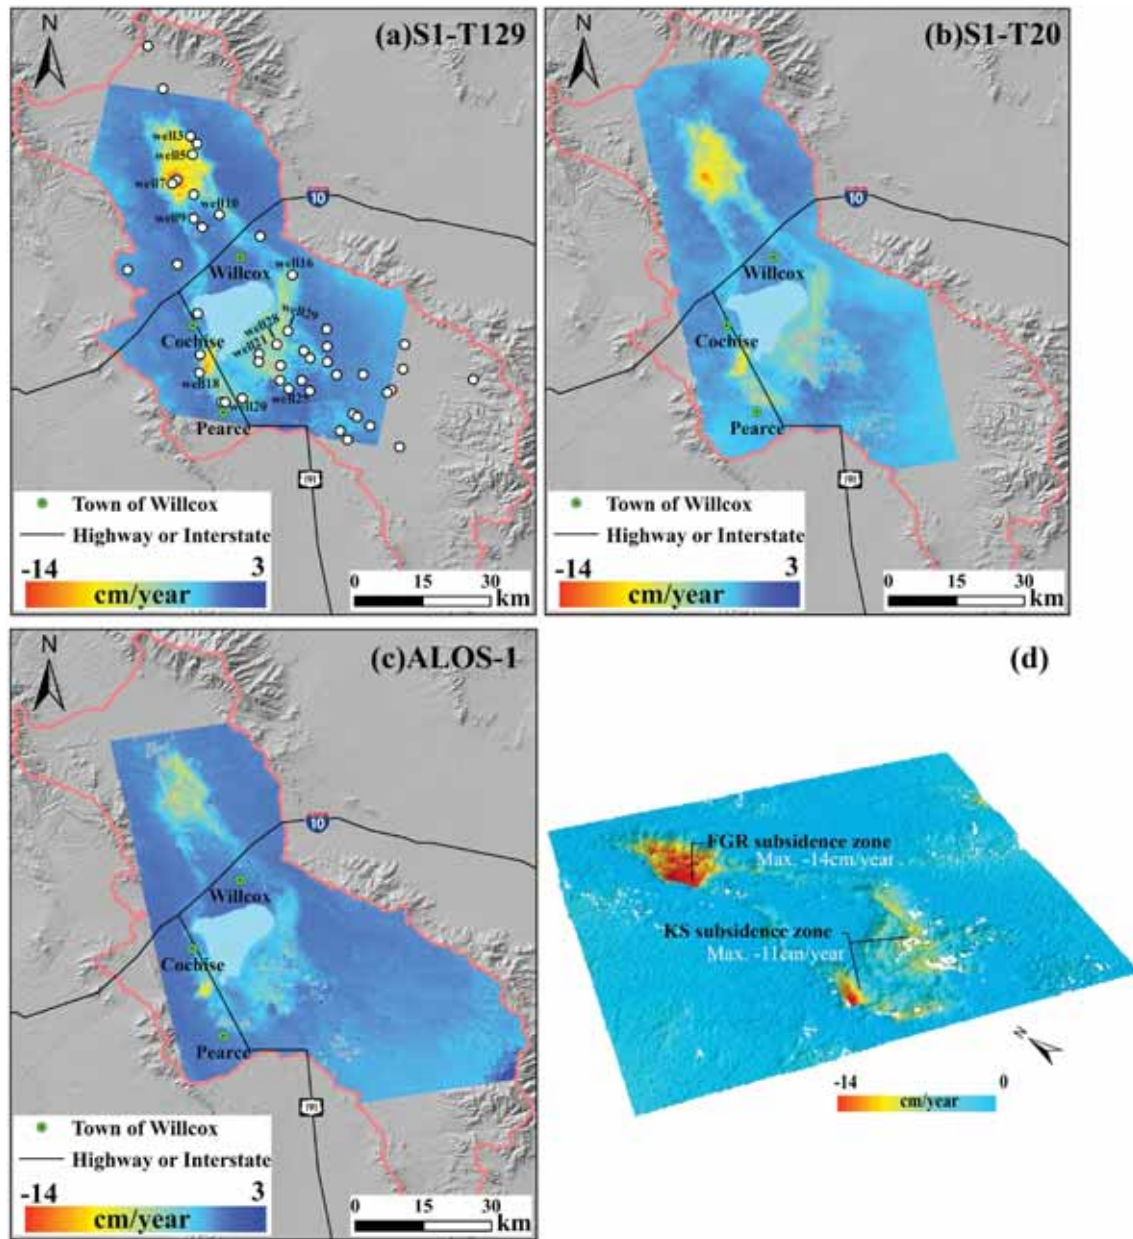 N
(a)S1-T129
well3
well5
well7
well10
well9
10
Willcox
well16
well29
well28
well21
Cochise
well18
well25
well20
Pearce
191
Town of Willcox
Highway or Interstate
-14 3
cm/year
0 15 30
km
N
(b)S1-T20
10
Willcox
Cochise
Pearce
191
Town of Willcox
Highway or Interstate
-14 3
cm/year
0 15 30
km
N
(c)ALOS-1
10
Willcox
Cochise
Pearce
191
Town of Willcox
Highway or Interstate
-14 3
cm/year
0 15 30
km
(d)
FGR subsidence zone
Max. -14cm/year
KS subsidence zone
Max. -11cm/year
N
-14 0
cm/year